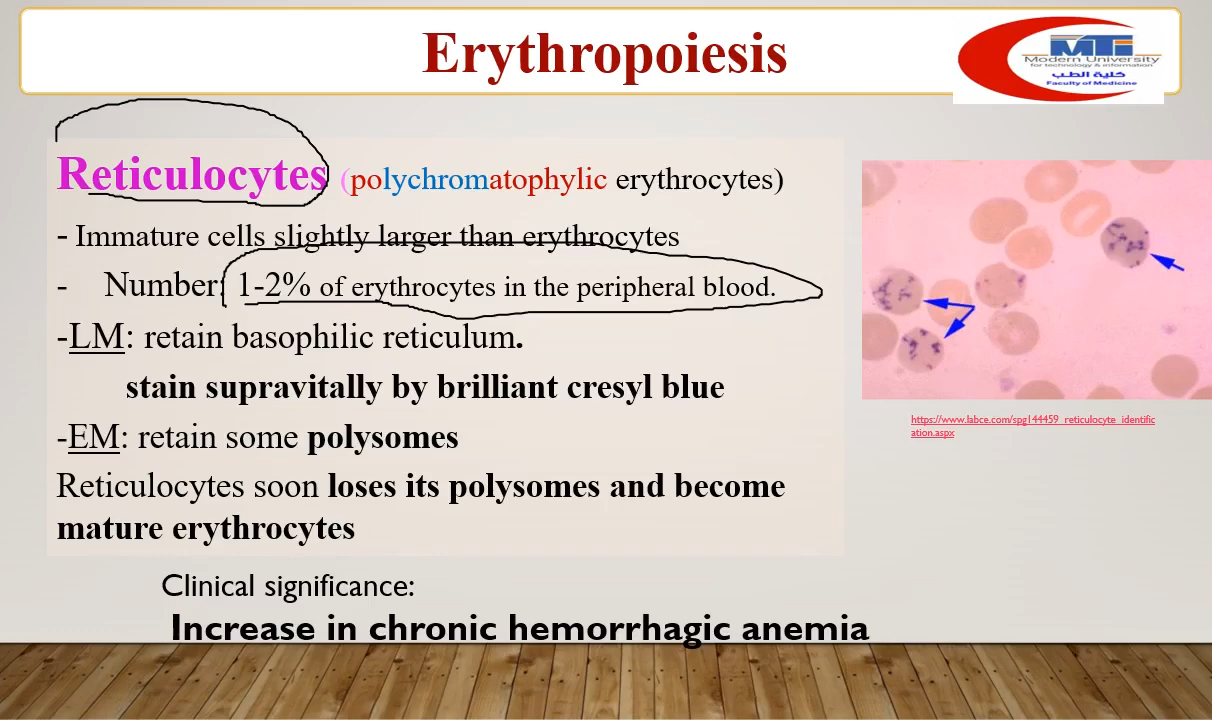 Erythropoiesis
MTi
Modern University
for technology & information
كلية الطب
Faculty of Medicine
Reticulocytes (polychromatophylic erythrocytes)
- Immature cells slightly larger than erythrocytes
- Number: 1-2% of erythrocytes in the peripheral blood.
-LM: retain basophilic reticulum.
stain supravitally by brilliant cresyl blue
-EM: retain some polysomes
Reticulocytes soon loses its polysomes and become
mature erythrocytes
https://www.labce.com/spg144459_reticulocyte_identific
ation.aspx
Clinical significance:
Increase in chronic hemorrhagic anemia